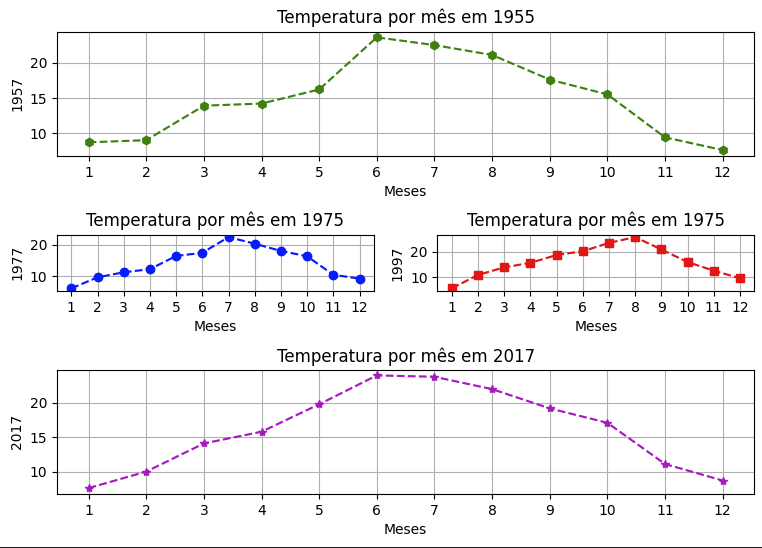 Temperatura por mês em 1955
1957
20
15
10
1 2 3 4 5 6 7 8 9 10 11 12
Meses
Temperatura por mês em 1975
1977
20
10
1 2 3 4 5 6 7 8 9 10 11 12
Meses
Temperatura por mês em 1975
1997
20
10
1 2 3 4 5 6 7 8 9 10 11 12
Meses
Temperatura por mês em 2017
2017
20
15
10
1 2 3 4 5 6 7 8 9 10 11 12
Meses